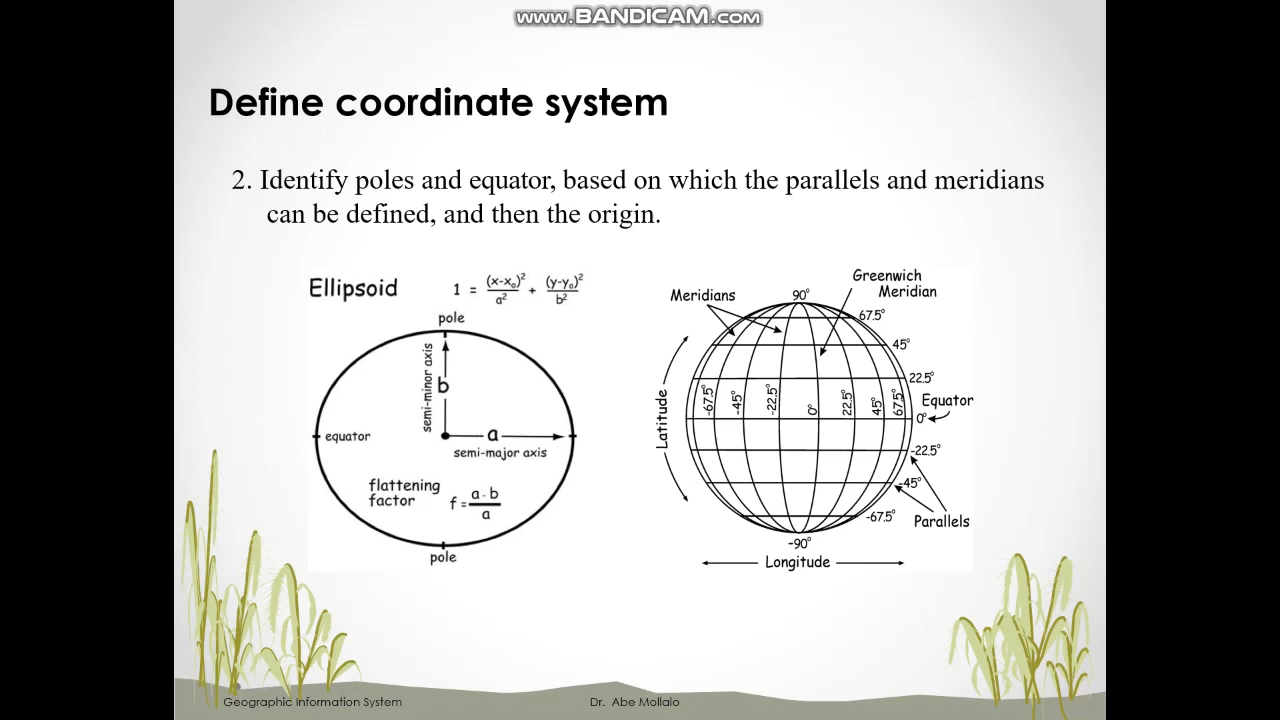 www.BANDICAM.com
Define coordinate system
2. Identify poles and equator, based on which the parallels and meridians
can be defined, and then the origin.
Ellipsoid
1 = (x-x₀)²/a² + (y-y₀)²/b²
pole
semi-minor axis
b
a
semi-major axis
equator
flattening
factor
f = a - b / a
pole
Greenwich
Meridian
Meridians
90°
67.5°
45°
22.5°
Equator
0°
-22.5°
-45°
-67.5°
Parallels
-90°
Latitude
-67.5°
-45°
-22.5°
0°
22.5°
45°
67.5°
Longitude
Geographic Information System
Dr. Abe Mollalo